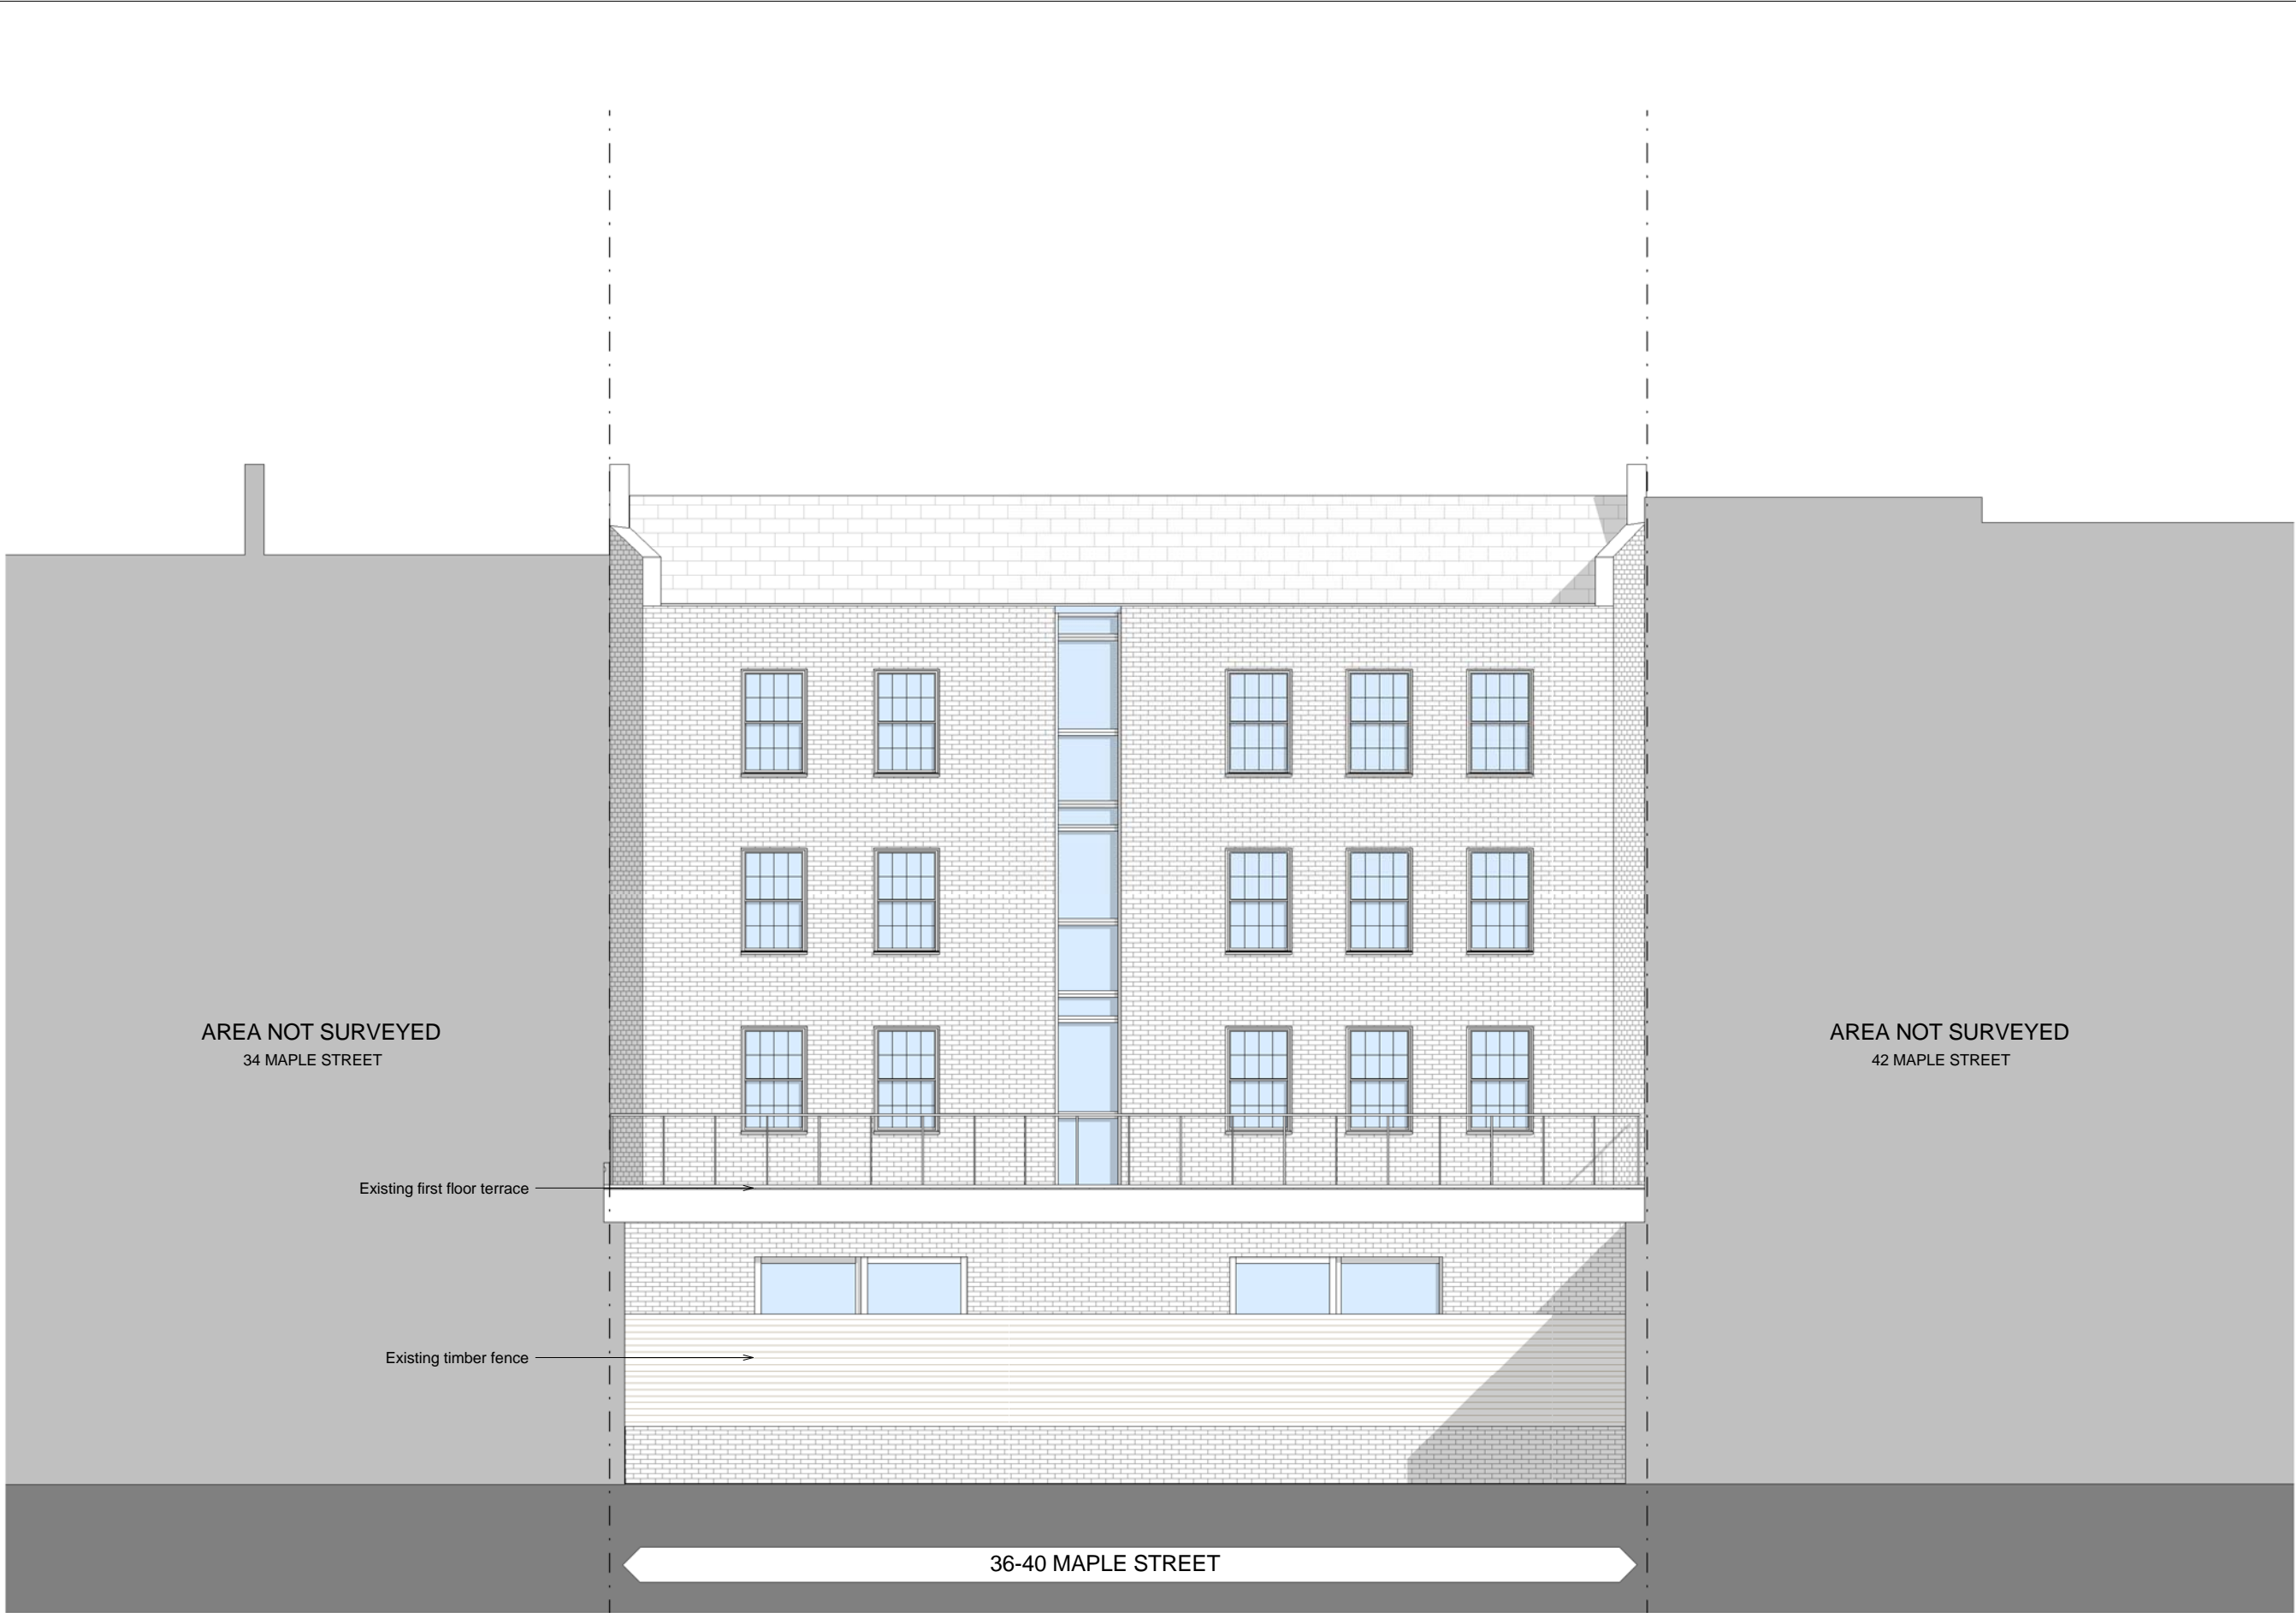 AREA NOT SURVEYED
34 MAPLE STREET
AREA NOT SURVEYED
42 MAPLE STREET
Existing first floor terrace
Existing timber fence
36-40 MAPLE STREET